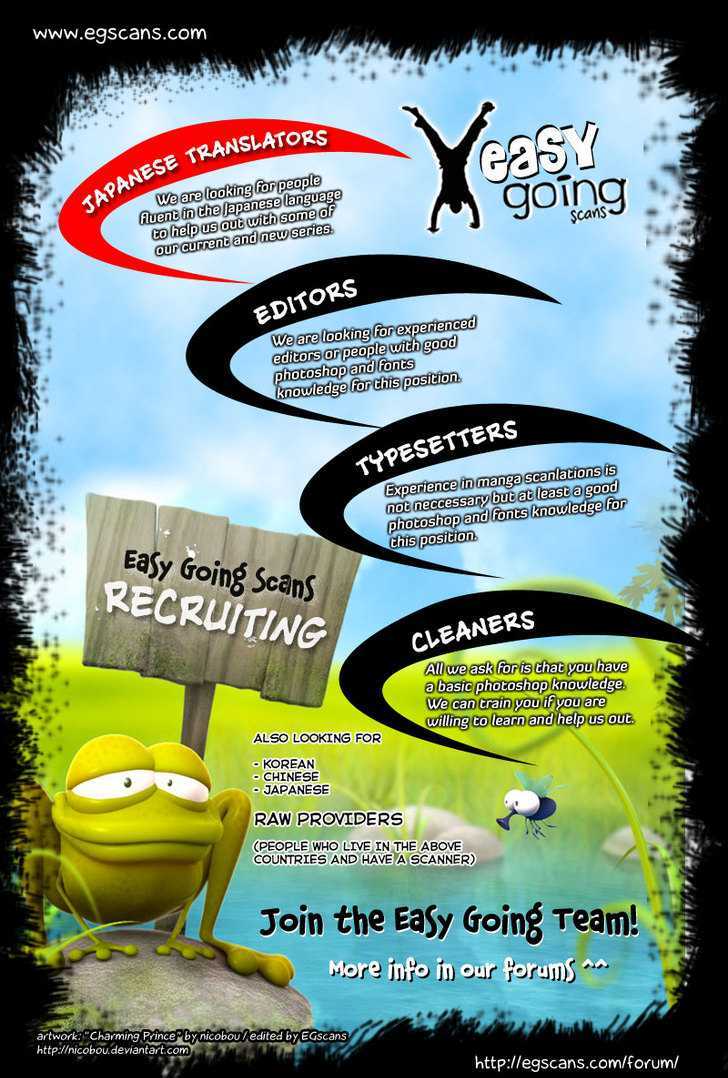 www.egscans.com
easy
going
scans
JAPANESE TRANSLATORS
We are looking for people
fluent in the Japanese language
to help us out with some of
our current and new series.
EDITORS
We are looking for experienced
editors or people with good
photoshop and fonts
knowledge for this position.
TYPESETTERS
Experience in manga scanlations is
not neccessary but at least a good
photoshop and fonts knowledge for
this position.
Easy Going Scans
RECRUITING
CLEANERS
All we ask for is that you have
a basic photoshop knowledge.
We can train you if you are
willing to learn and help us out.
ALSO LOOKING FOR
- KOREAN
- CHINESE
- JAPANESE
RAW PROVIDERS
(PEOPLE WHO LIVE IN THE ABOVE
COUNTRIES AND HAVE A SCANNER)
Join the Easy Going Team!
More info in our forums ^^
artwork: "Charming Prince" by nicobou / edited by EGscans
http://nicobou.deviantart.com
http://egscans.com/forum/